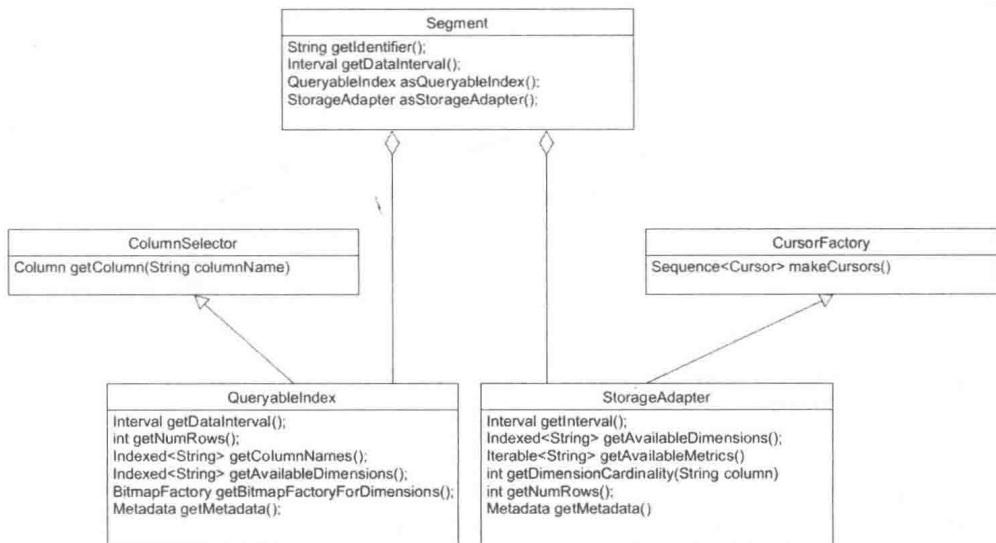 Segment
String getIdentifier();
Interval getDataInterval();
QueryableIndex asQueryableIndex();
StorageAdapter asStorageAdapter();
ColumnSelector
Column getColumn(String columnName)
CursorFactory
Sequence<Cursor> makeCursors()
QueryableIndex
Interval getDataInterval();
int getNumRows();
Indexed<String> getColumnNames();
Indexed<String> getAvailableDimensions();
BitmapFactory getBitmapFactoryForDimensions();
Metadata getMetadata();
StorageAdapter
Interval getInterval();
Indexed<String> getAvailableDimensions();
Iterable<String> getAvailableMetrics()
int getDimensionCardinality(String column)
int getNumRows();
Metadata getMetadata()